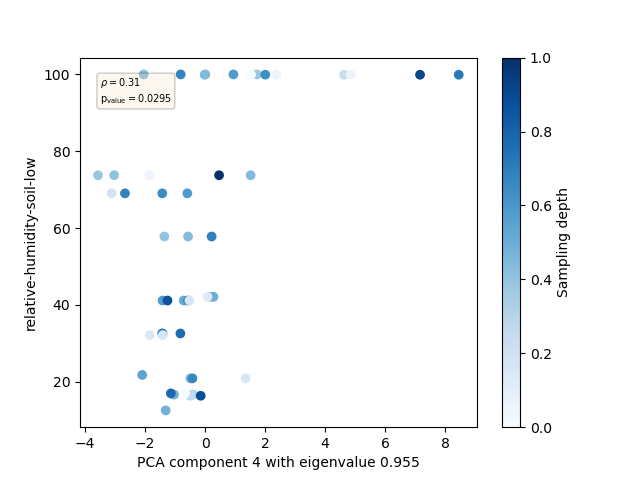 ρ = 0.31
p_value = 0.0295
100
80
60
40
20
relative-humidity-soil-low
−4 −2 0 2 4 6 8
PCA component 4 with eigenvalue 0.955
1.0
0.8
0.6
0.4
0.2
0.0
Sampling depth